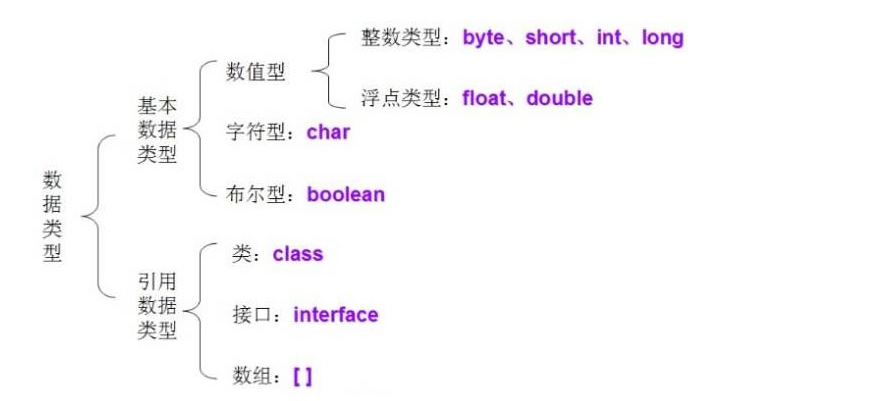 数据类型
基本数据类型
数值型
整数类型：byte、short、int、long
浮点类型：float、double
字符型：char
布尔型：boolean
引用数据类型
类：class
接口：interface
数组：[ ]